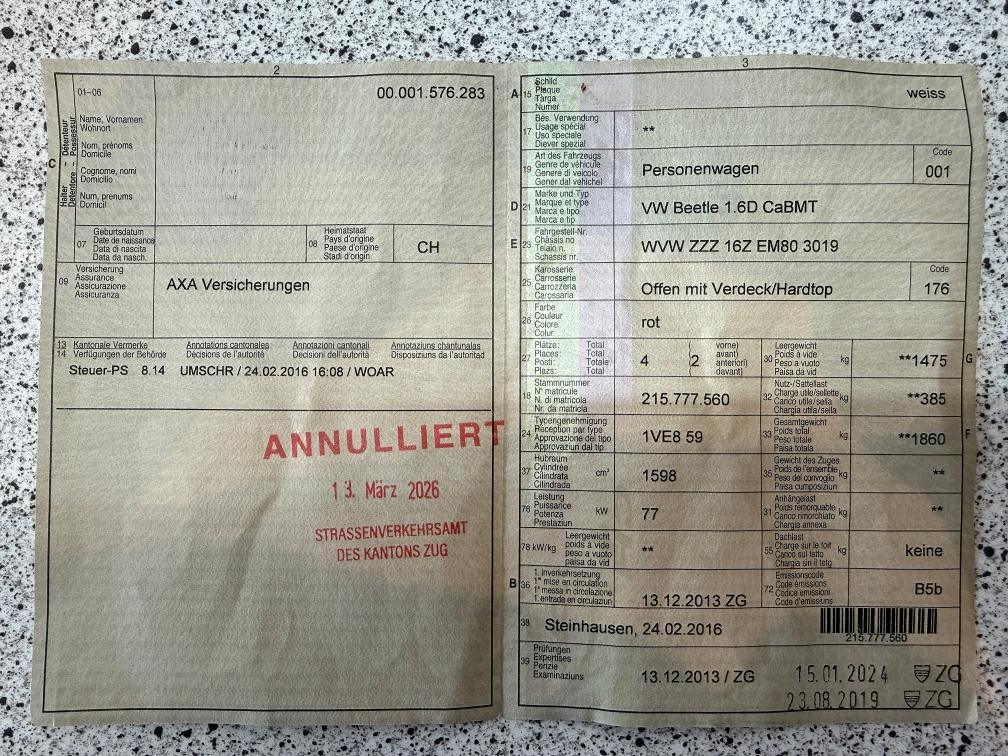 2
01–06
00.001.576.283
C
Halter – Détenteur
Detentore – Possessur
Name, Vornamen
Wohnort
Nom, prénoms
Domicile
Cognome, nomi
Domicilio
Num, prenums
Domicil
07
Geburtsdatum
Date de naissance
Data di nascita
Data da nasch.
08
Heimatstaat
Pays d'origine
Paese d'origine
Stadi d'origin
CH
09
Versicherung
Assurance
Assicurazione
Assicuranza
AXA Versicherungen
13 Kantonale Vermerke Annotations cantonales Annotazioni cantonali Annotaziuns chantunalas
14 Verfügungen der Behörde Décisions de l'autorité Decisioni dell'autorità Disposiziuns da l'autoritad
Steuer-PS 8.14 UMSCHR / 24.02.2016 16:08 / WOAR
ANNULLIERT
13. März 2026
STRASSENVERKEHRSAMT
DES KANTONS ZUG
3
A 15
Schild
Plaque
Targa
Numer
weiss
17
Bes. Verwendung
Usage spécial
Uso speciale
Diever spezial
**
19
Art des Fahrzeugs
Genre de véhicule
Genere di veicolo
Gener dal vehichel
Personenwagen
Code
001
D 21
Marke und Typ
Marque et type
Marca e tipo
Marca e tip
VW Beetle 1.6D CaBMT
E 23
Fahrgestell-Nr.
Châssis no
Telaio n.
Schassis nr.
WVW ZZZ 16Z EM80 3019
25
Karosserie
Carrosserie
Carrozzeria
Carossaria
Offen mit Verdeck/Hardtop
Code
176
26
Farbe
Couleur
Colore
Colur
rot
27
Plätze: Total
Places: Total
Posti: Totale
Plazs: Total
4
(2
vorne)
avant)
anteriori)
davant)
30
Leergewicht
Poids à vide
Peso a vuoto
Paisa da vid
kg
**1475
G
18
Stammnummer
N° matricule
N. di matricola
Nr. da matricla
215.777.560
32
Nutz-/Sattellast
Charge utile/sellette
Carico utile/sella
Chargia utila/sella
kg
**385
24
Typengenehmigung
Réception par type
Approvazione del tipo
Approvaziun dal tip
1VE8 59
33
Gesamtgewicht
Poids total
Peso totale
Paisa totala
kg
**1860
F
37
Hubraum
Cylindrée
Cilindrata
Cilindrada
cm³
1598
35
Gewicht des Zuges
Poids de l'ensemble
Peso del convoglio
Paisa cumposiziun
kg
**
76
Leistung
Puissance
Potenza
Prestaziun
kW
77
31
Anhängelast
Poids remorquable
Carico rimorchiato
Chargia annexa
kg
**
78 kW/kg
Leergewicht
poids à vide
peso a vuoto
paisa da vid
**
55
Dachlast
Charge sur le toit
Carico sul tetto
Chargia sin il tetg
kg
keine
B 36
1. Inverkehrsetzung
1re mise en circulation
1a messa in circolazione
1. entrada en circulaziun
13.12.2013 ZG
72
Emissionscode
Code émissions
Codice emissioni
Code d'emissiuns
B5b
38
Steinhausen, 24.02.2016
215.777.560
39
Prüfungen
Expertises
Perizie
Examinaziuns
13.12.2013 / ZG
15.01.2024 ZG
23.08.2019 ZG